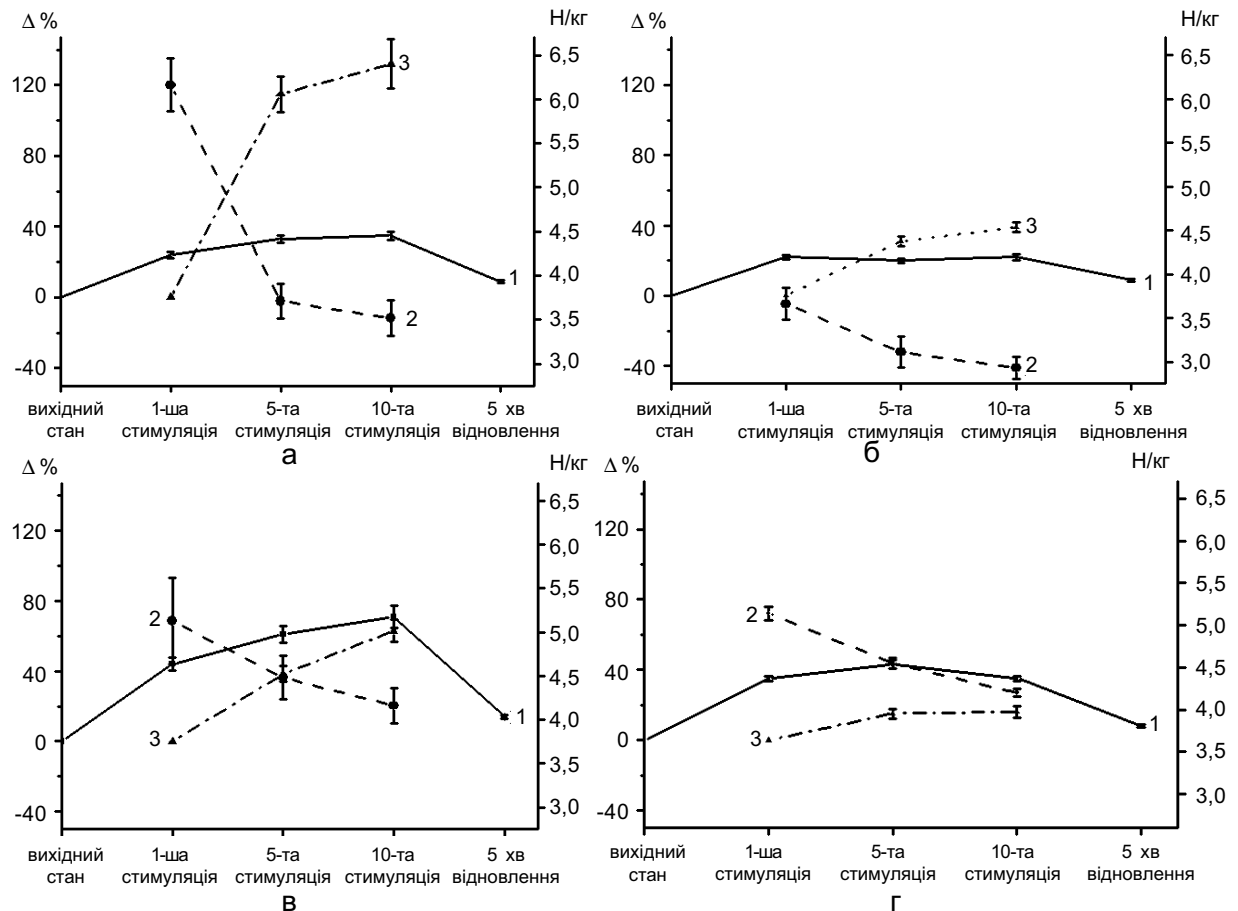 Δ %
Н/кг
120
80
40
0
-40
6,5
6,0
5,5
5,0
4,5
4,0
3,5
3,0
3
1
2
вихідний стан
1-ша стимуляція
5-та стимуляція
10-та стимуляція
5 хв відновлення
а
Δ %
Н/кг
120
80
40
0
-40
6,5
6,0
5,5
5,0
4,5
4,0
3,5
3,0
3
1
2
вихідний стан
1-ша стимуляція
5-та стимуляція
10-та стимуляція
5 хв відновлення
б
Δ %
Н/кг
120
80
40
0
-40
6,5
6,0
5,5
5,0
4,5
4,0
3,5
3,0
2
1
3
вихідний стан
1-ша стимуляція
5-та стимуляція
10-та стимуляція
5 хв відновлення
в
Δ %
Н/кг
120
80
40
0
-40
6,5
6,0
5,5
5,0
4,5
4,0
3,5
3,0
2
1
3
вихідний стан
1-ша стимуляція
5-та стимуляція
10-та стимуляція
5 хв відновлення
г